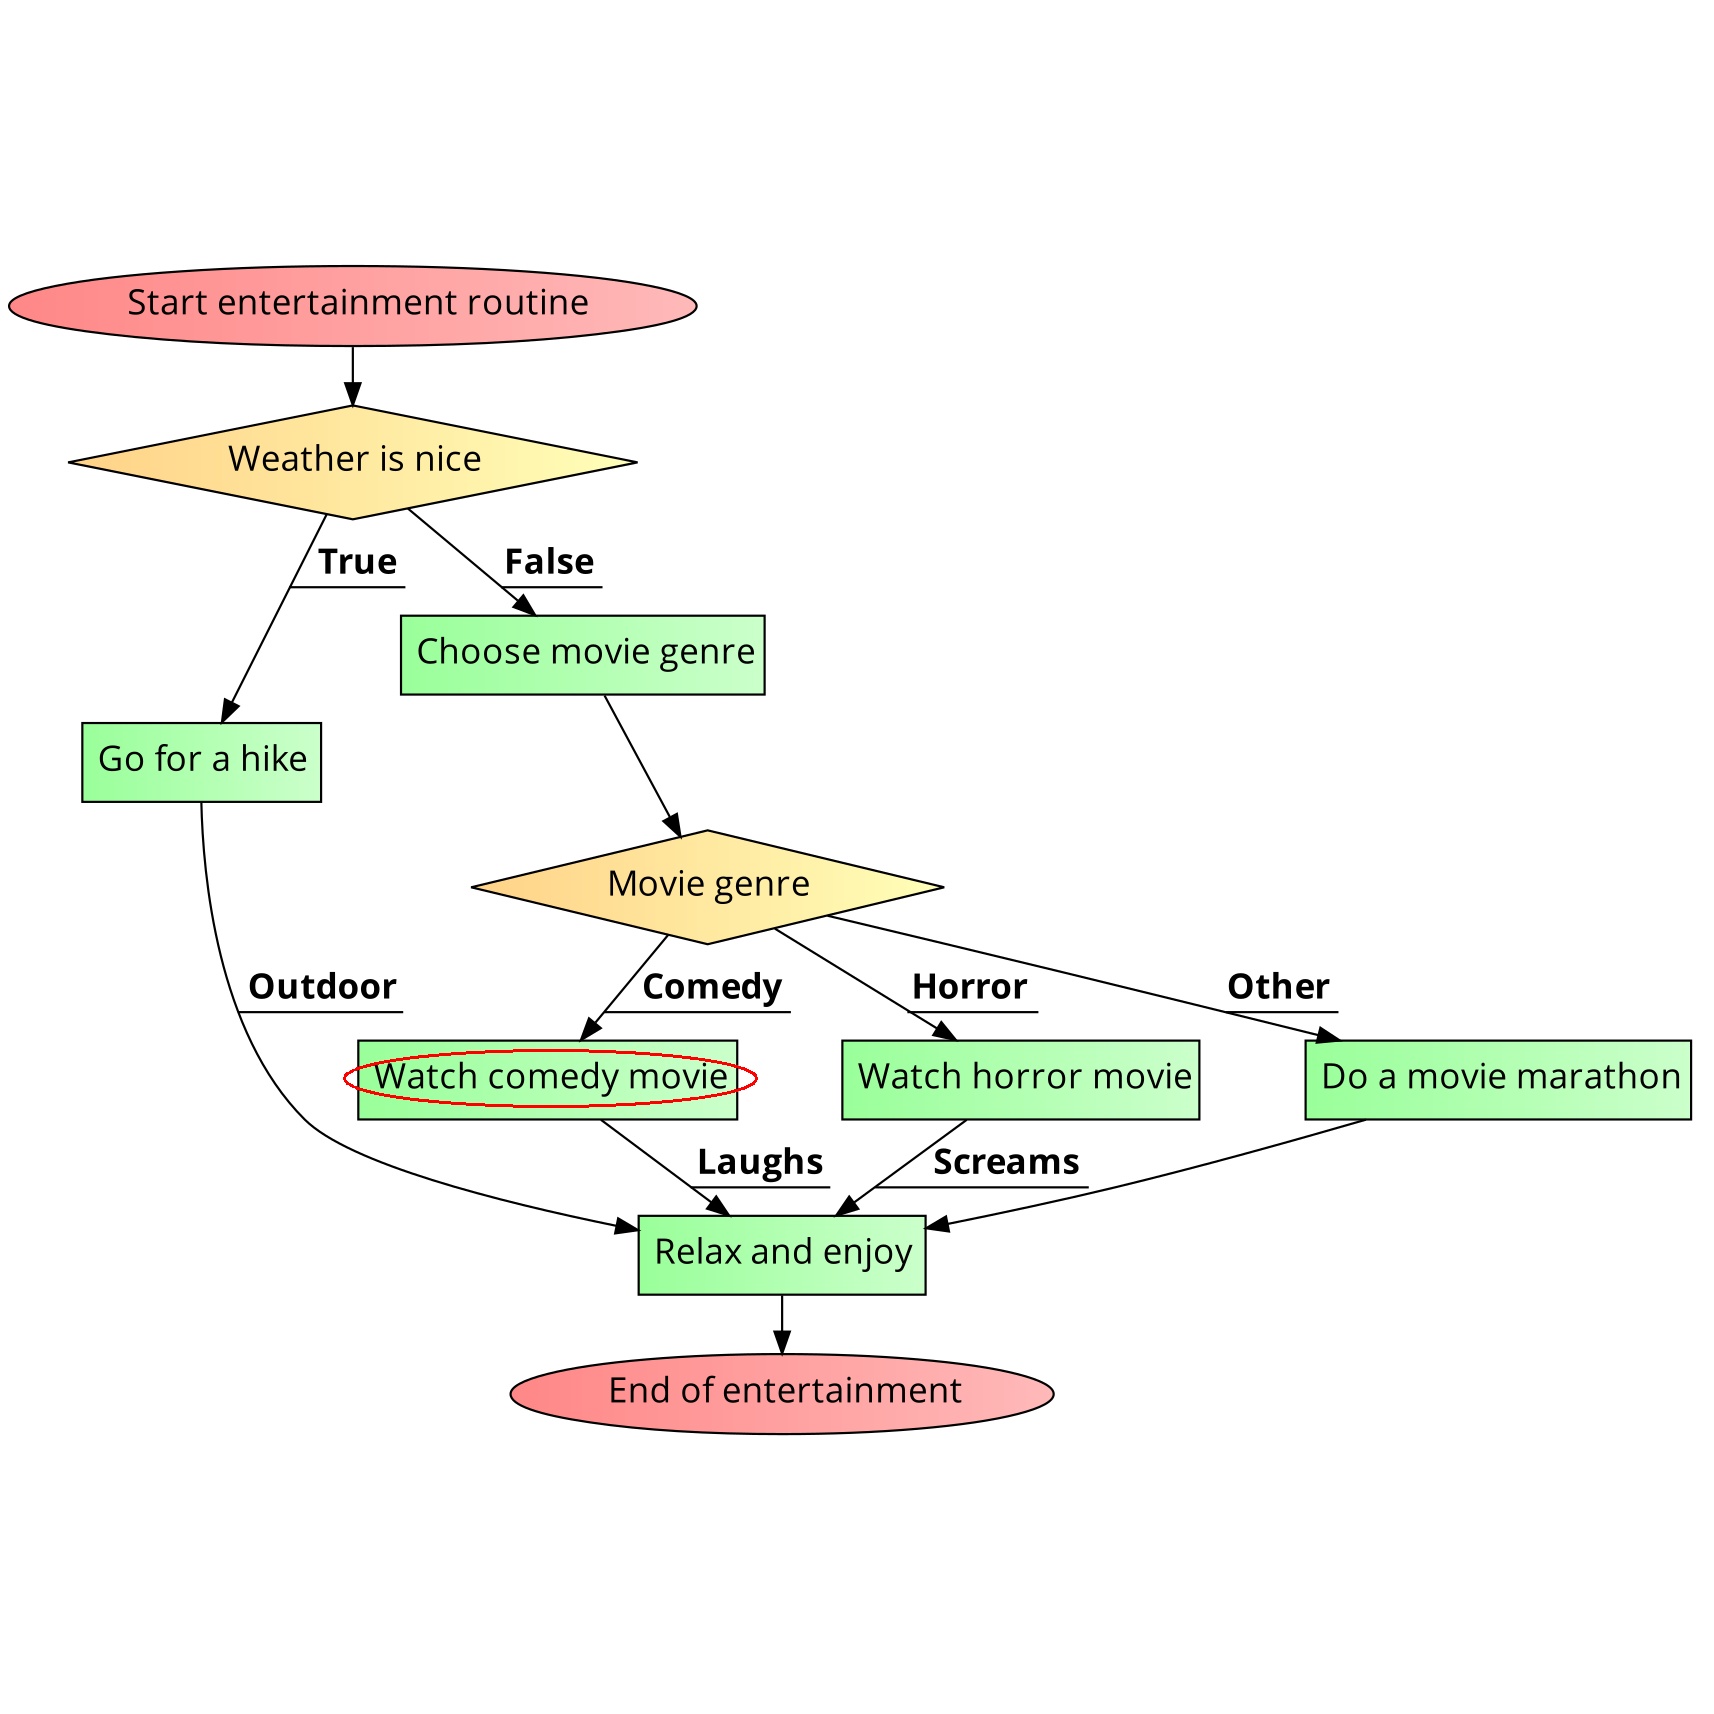 Start entertainment routine
Weather is nice
True
False
Choose movie genre
Go for a hike
Movie genre
Outdoor
Comedy
Horror
Other
Watch comedy movie
Watch horror movie
Do a movie marathon
Laughs
Screams
Relax and enjoy
End of entertainment